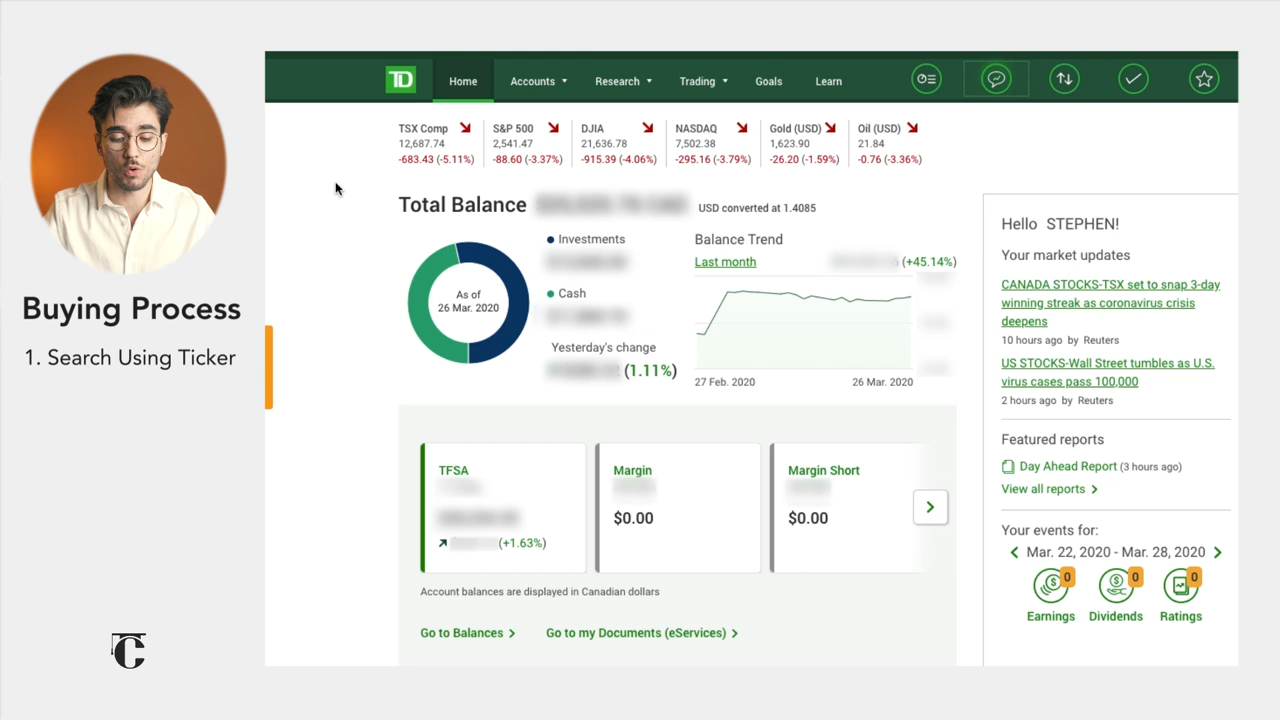 TD
Home
Accounts
Research
Trading
Goals
Learn
TSX Comp
12,687.74
-683.43 (-5.11%)
S&P 500
2,541.47
-88.60 (-3.37%)
DJIA
21,636.78
-915.39 (-4.06%)
NASDAQ
7,502.38
-295.16 (-3.79%)
Gold (USD)
1,623.90
-26.20 (-1.59%)
Oil (USD)
21.84
-0.76 (-3.36%)
Buying Process
1. Search Using Ticker
C
Total Balance
USD converted at 1.4085
As of
26 Mar. 2020
Investments
Cash
Yesterday's change
(1.11%)
Balance Trend
Last month
(+45.14%)
27 Feb. 2020
26 Mar. 2020
TFSA
(+1.63%)
Margin
$0.00
Margin Short
$0.00
Account balances are displayed in Canadian dollars
Go to Balances
Go to my Documents (eServices)
Hello STEPHEN!
Your market updates
CANADA STOCKS-TSX set to snap 3-day
winning streak as coronavirus crisis
deepens
10 hours ago by Reuters
US STOCKS-Wall Street tumbles as U.S.
virus cases pass 100,000
2 hours ago by Reuters
Featured reports
Day Ahead Report (3 hours ago)
View all reports
Your events for:
Mar. 22, 2020 - Mar. 28, 2020
0
Earnings
0
Dividends
0
Ratings